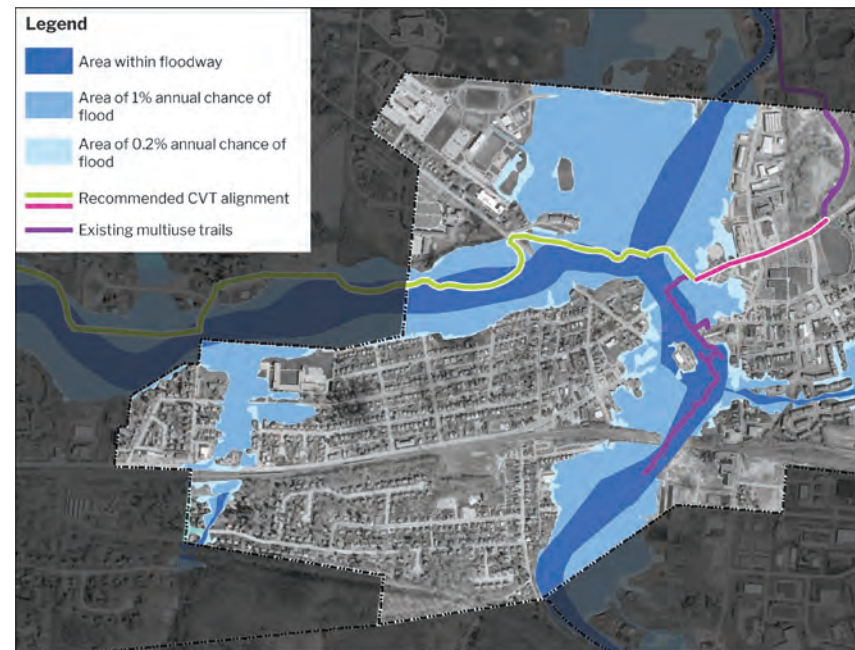 Legend
Area within floodway
Area of 1% annual chance of
flood
Area of 0.2% annual chance of
flood
Recommended CVT alignment
Existing multiuse trails